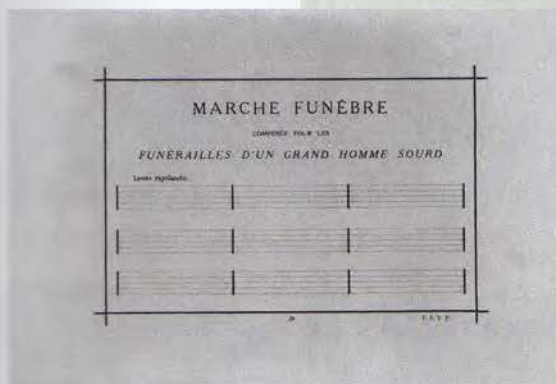 MARCHE FUNÈBRE
COMPOSÉE POUR LES
FUNÉRAILLES D'UN GRAND HOMME SOURD
Lento rigolando.